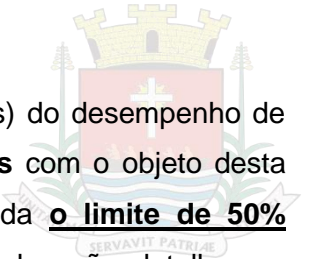 s) do desempenho de
s com o objeto desta
da o limite de 50%
SERVAVIT PATRIAE